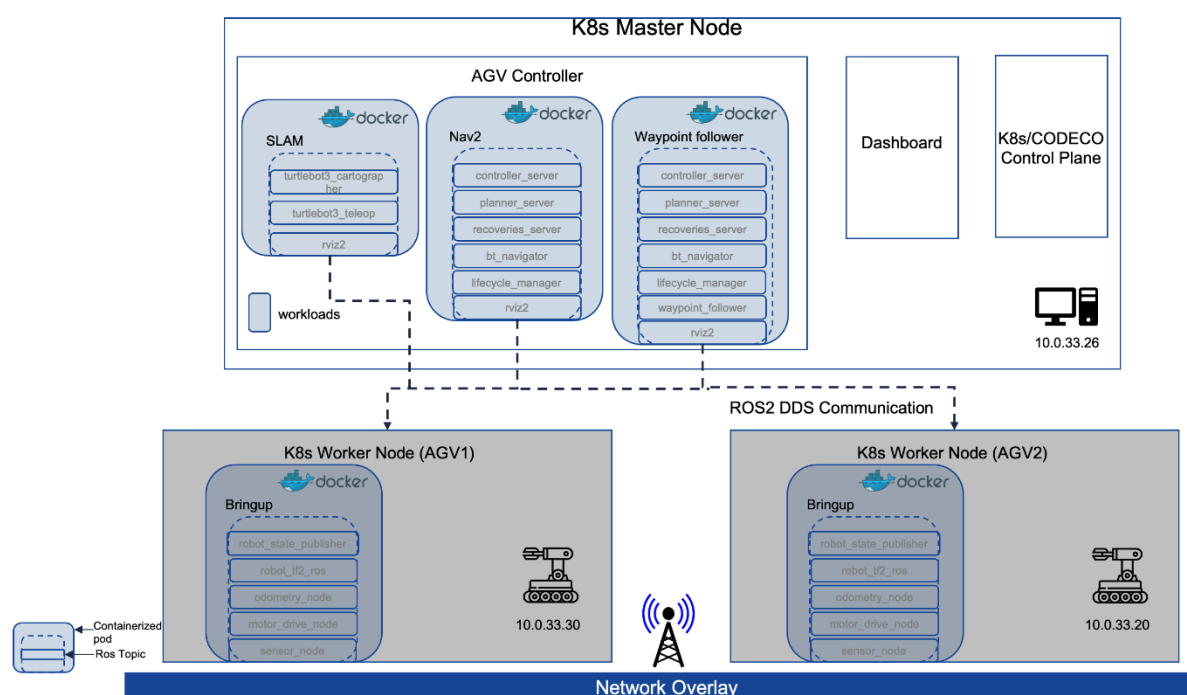 K8s Master Node
AGV Controller
docker
SLAM
turtlebot3_cartograp
her
turtlebot3_teleop
rviz2
docker
Nav2
controller_server
planner_server
recoveries_server
bt_navigator
lifecycle_manager
rviz2
docker
Waypoint follower
controller_server
planner_server
recoveries_server
bt_navigator
lifecycle_manager
waypoint_follower
rviz2
Dashboard
K8s/CODECO
Control Plane
workloads
10.0.33.26
ROS2 DDS Communication
K8s Worker Node (AGV1)
docker
Bringup
robot_state_publisher
robot_tf2_ros
odometry_node
motor_drive_node
sensor_node
10.0.33.30
K8s Worker Node (AGV2)
docker
Bringup
robot_state_publisher
robot_tf2_ros
odometry_node
motor_drive_node
sensor_node
10.0.33.20
Containerized
pod
Ros Topic
Network Overlay